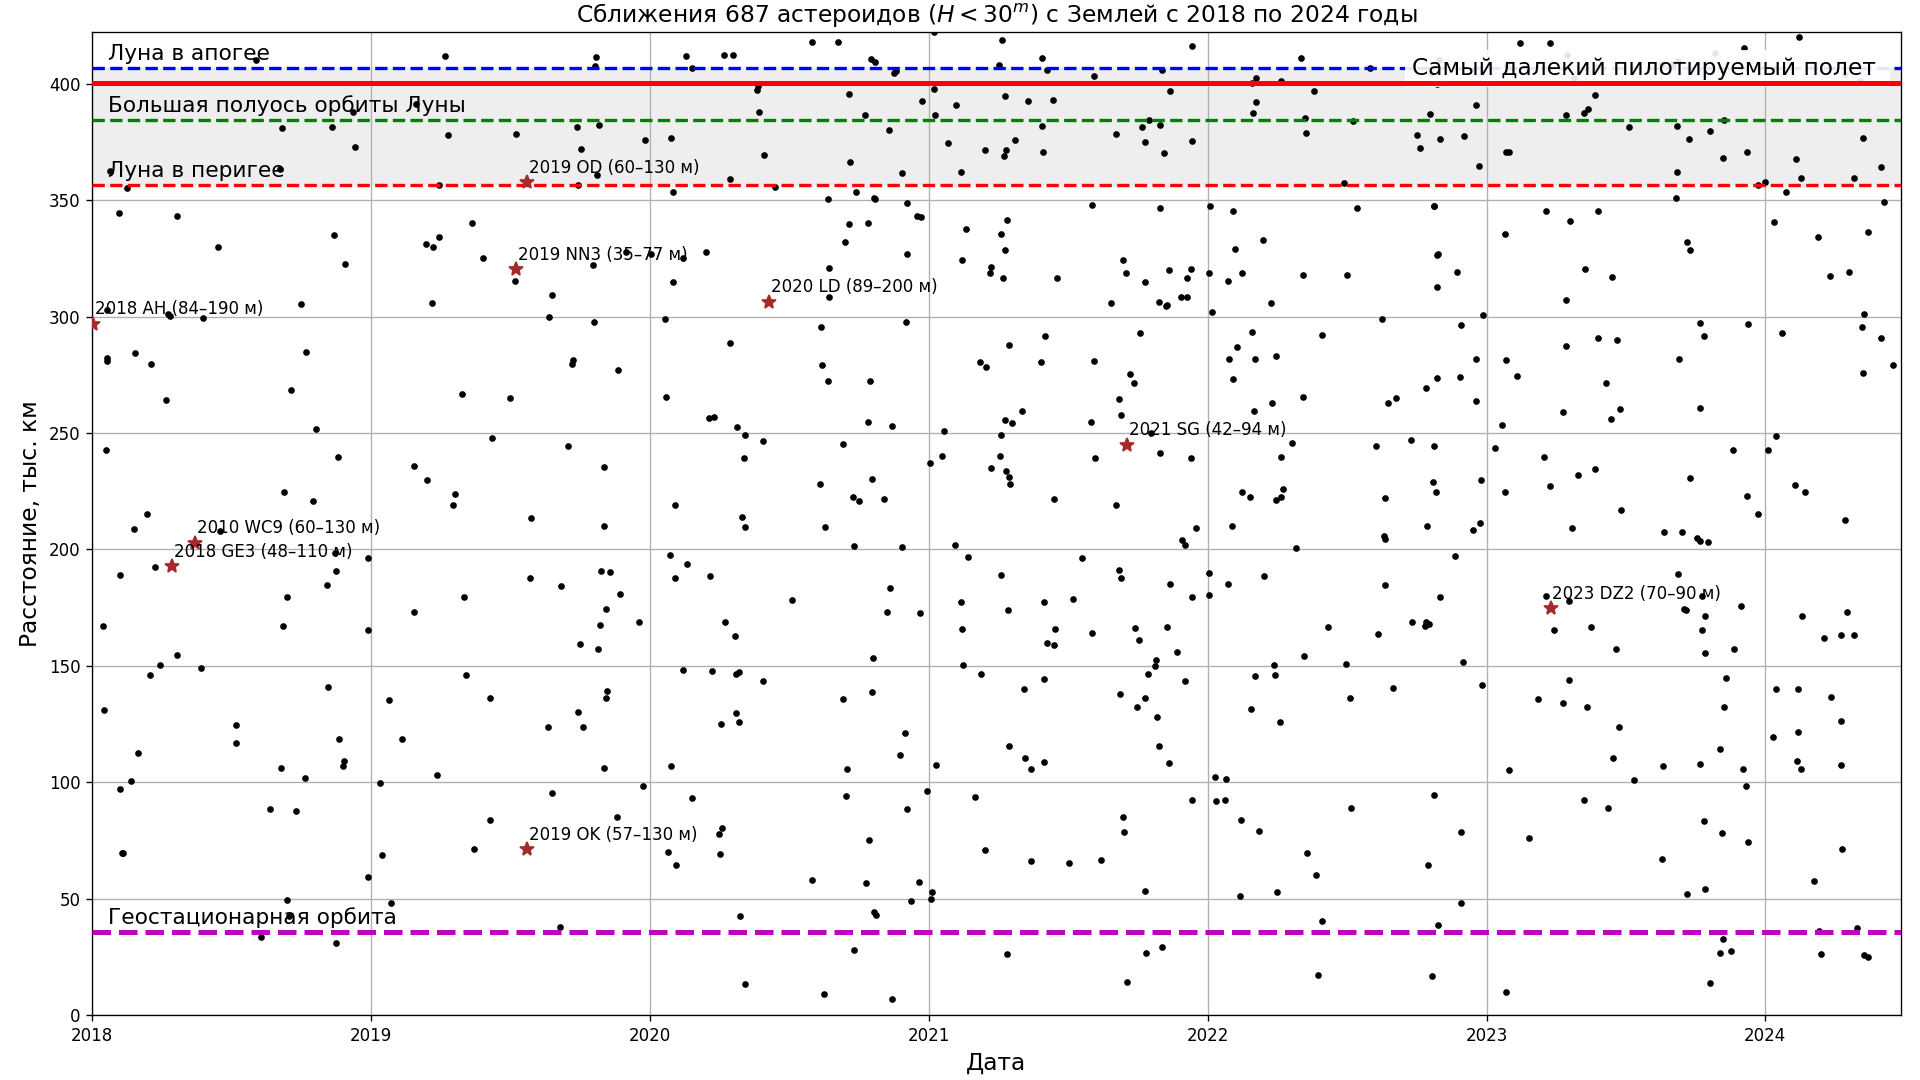 Сближения 687 астероидов (H < 30^m) с Землей с 2018 по 2024 годы
Луна в апогее
Самый далекий пилотируемый полет
400
Большая полуось орбиты Луны
Луна в перигее
2019 OD (60–130 м)
350
2019 NN3 (35–77 м)
2020 LD (89–200 м)
2018 AH (84–190 м)
300
250
2021 SG (42–94 м)
2010 WC9 (60–130 м)
2018 GE3 (48–110 м)
200
2023 DZ2 (70–90 м)
150
100
2019 OK (57–130 м)
50
Геостационарная орбита
0
Расстояние, тыс. км
2018 2019 2020 2021 2022 2023 2024
Дата